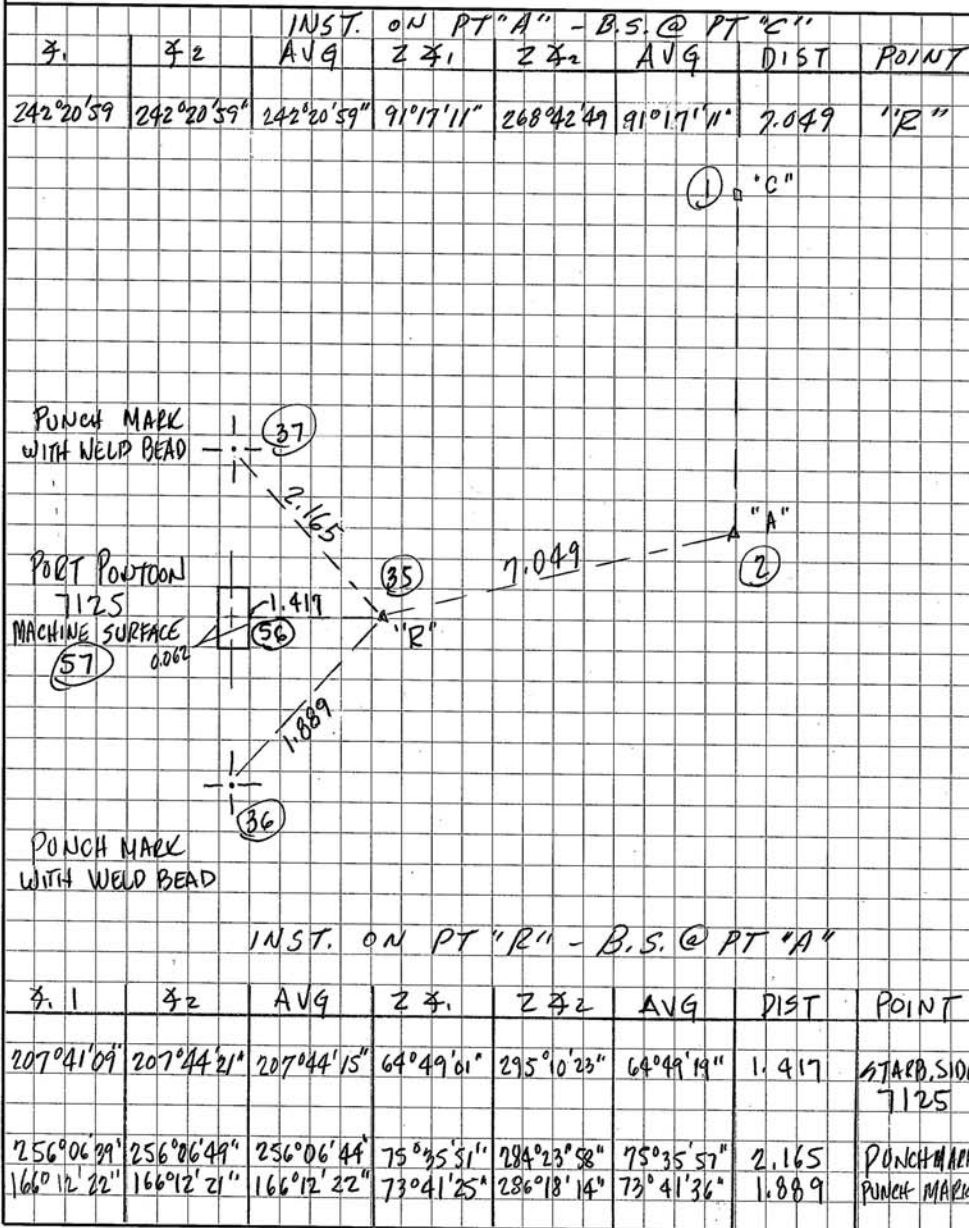 INST. ON PT "A" - B.S. @ PT "C"
∡1 ∡2 AVG Z ∡1 Z ∡2 AVG DIST POINT
242°20'59 242°20'59" 242°20'59" 91°17'11" 268°42'49 91°17'11" 7.049 "R"
1 "C"
PUNCH MARK
WITH WELD BEAD
37
2.165
"A"
2
7.049
35
"R"
PORT PONTOON
7125
MACHINE SURFACE
57
0.062
1.417
56
1.889
36
PUNCH MARK
WITH WELD BEAD
INST. ON PT "R" - B.S. @ PT "A"
∡.1 ∡2 AVG Z ∡1 Z ∡2 AVG DIST POINT
207°41'09" 207°44'21" 207°44'15" 64°49'01" 295°10'23" 64°49'19" 1.417 STARB.SIDE
7125
256°06'39" 256°06'49" 256°06'44" 75°35'51" 284°23'58" 75°35'57" 2.165 PUNCH MARK
166°12'22" 166°12'21" 166°12'22" 73°41'25" 286°18'14" 73°41'36" 1.889 PUNCH MARK